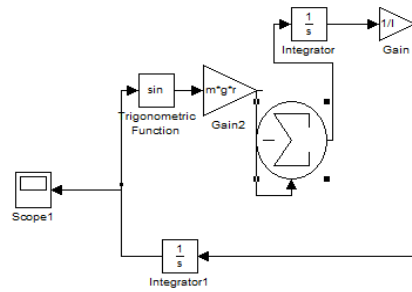 1
s
Integrator
1/I
Gain
sin
Trigonometric
Function
m*g*r
Gain2
Scope1
1
s
Integrator1